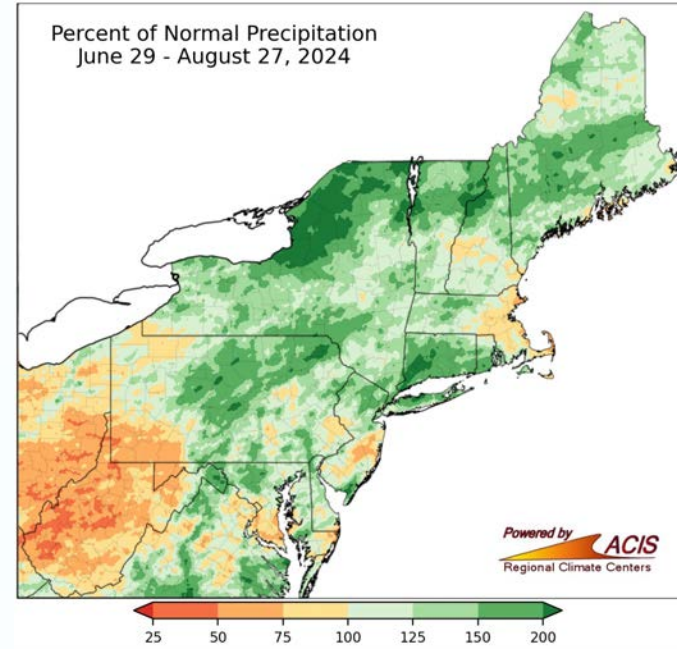 Percent of Normal Precipitation
June 29 - August 27, 2024
Powered by
ACIS
Regional Climate Centers
25 50 75 100 125 150 200